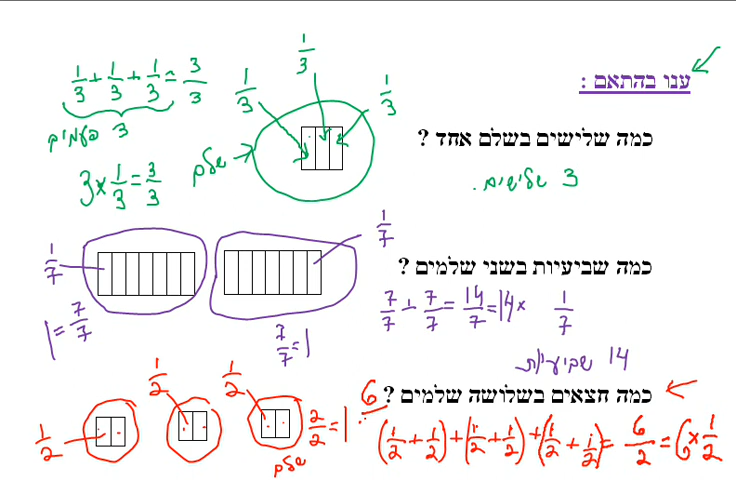 ענו בהתאם :
1/3 + 1/3 + 1/3 = 3/3
3 פעמים
3 × 1/3 = 3/3
1/3
1/3
1/3
שלם
כמה שלישים בשלם אחד ?
3 שלישים.
כמה שביעיות בשני שלמים ?
1/7
1/7
1 = 7/7
7/7 = 1
7/7 + 7/7 = 14/7 = 14 × 1/7
14 שביעיות
כמה חצאים בשלושה שלמים ?
6
1/2
1/2
1/2
2/2 = 1
שלם
(1/2 + 1/2) + (1/2 + 1/2) + (1/2 + 1/2) = 6/2 = 6 × 1/2